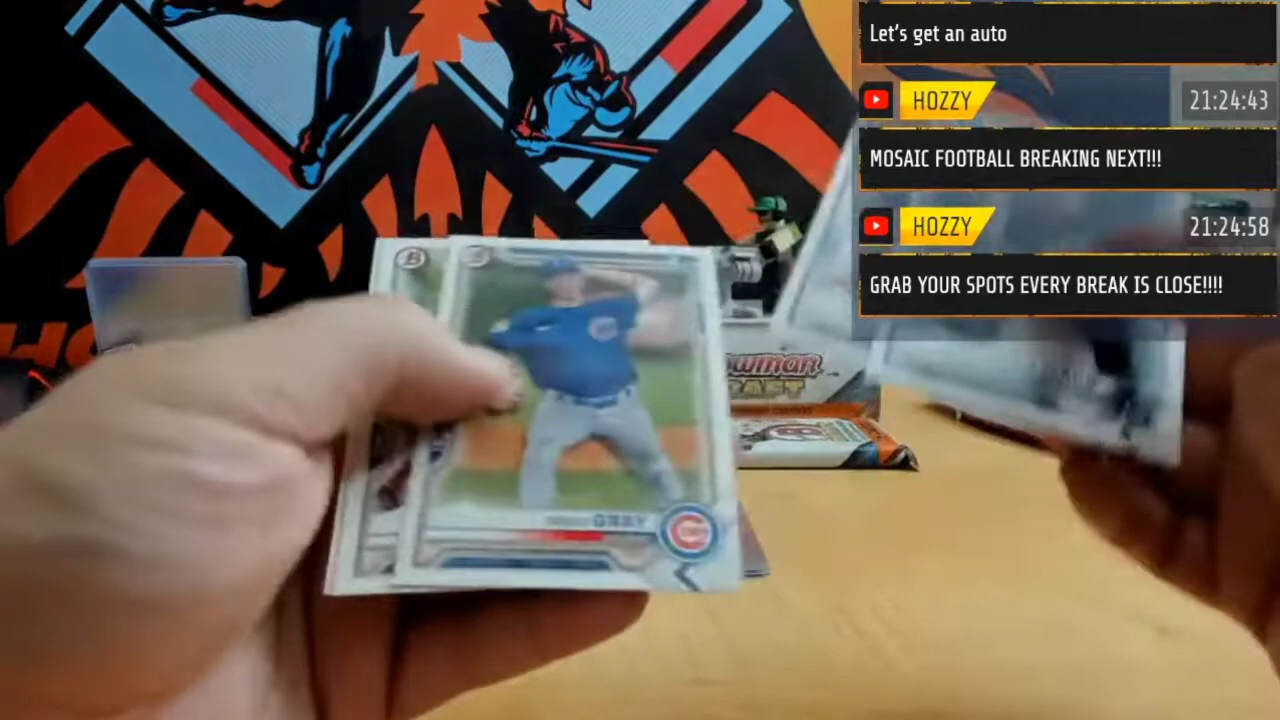 Let's get an auto
HOZZY
21:24:43
MOSAIC FOOTBALL BREAKING NEXT!!!
HOZZY
21:24:58
GRAB YOUR SPOTS EVERY BREAK IS CLOSE!!!!
GRAY